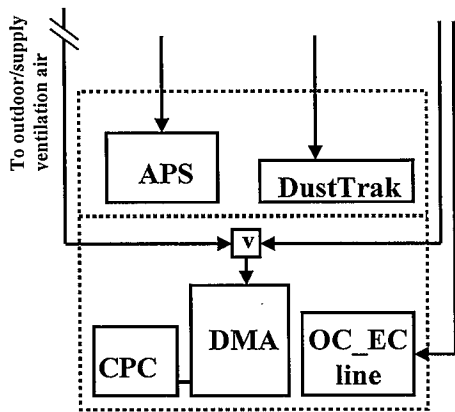 To outdoor/supply
ventilation air
APS
DustTrak
v
DMA
CPC
OC_EC
line